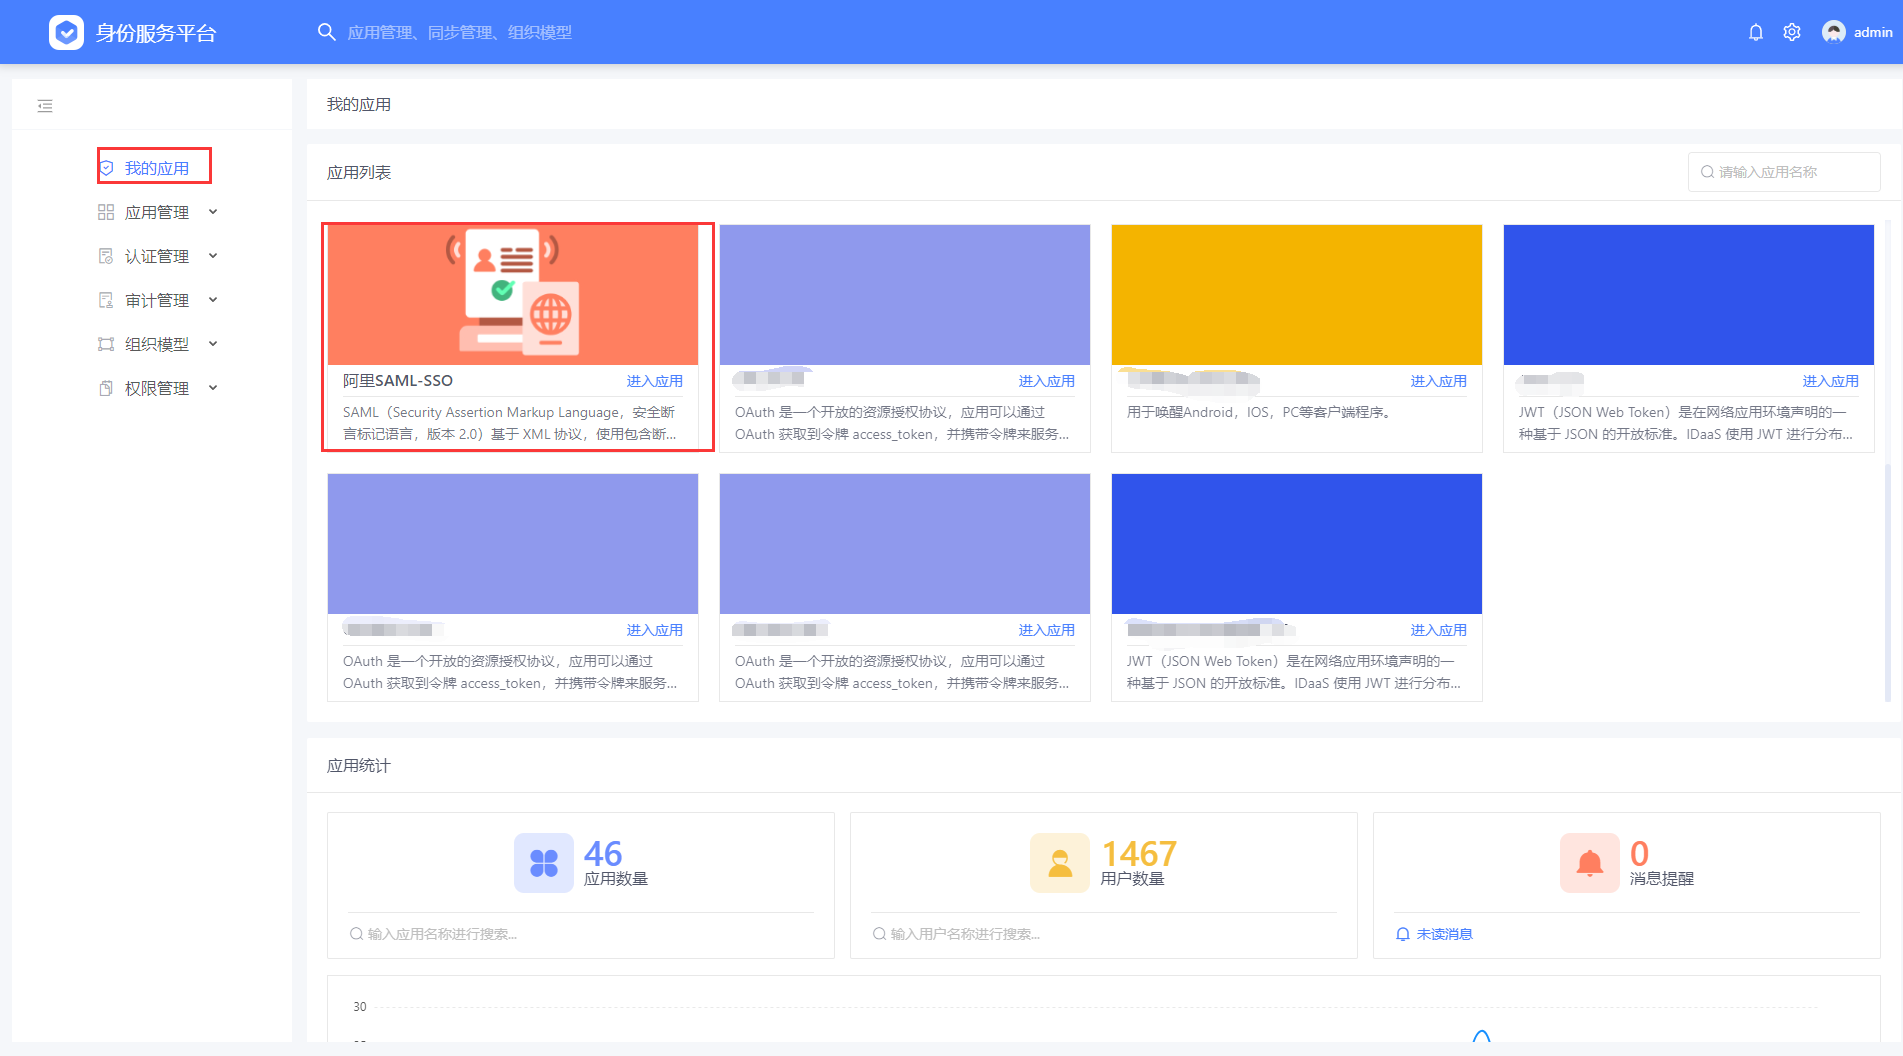 身份服务平台
应用管理、同步管理、组织模型
admin
我的应用
应用管理
认证管理
审计管理
组织模型
权限管理
我的应用
应用列表
请输入应用名称
阿里SAML-SSO
进入应用
SAML（Security Assertion Markup Language，安全断
言标记语言，版本 2.0）基于 XML 协议，使用包含断...
进入应用
OAuth 是一个开放的资源授权协议，应用可以通过
OAuth 获取到令牌 access_token，并携带令牌来服务...
进入应用
用于唤醒Android，IOS，PC等客户端程序。
进入应用
JWT（JSON Web Token）是在网络应用环境声明的一
种基于 JSON 的开放标准。IDaaS 使用 JWT 进行分布...
进入应用
OAuth 是一个开放的资源授权协议，应用可以通过
OAuth 获取到令牌 access_token，并携带令牌来服务...
进入应用
OAuth 是一个开放的资源授权协议，应用可以通过
OAuth 获取到令牌 access_token，并携带令牌来服务...
进入应用
JWT（JSON Web Token）是在网络应用环境声明的一
种基于 JSON 的开放标准。IDaaS 使用 JWT 进行分布...
应用统计
46
应用数量
输入应用名称进行搜索...
1467
用户数量
输入用户名称进行搜索...
0
消息提醒
未读消息
30